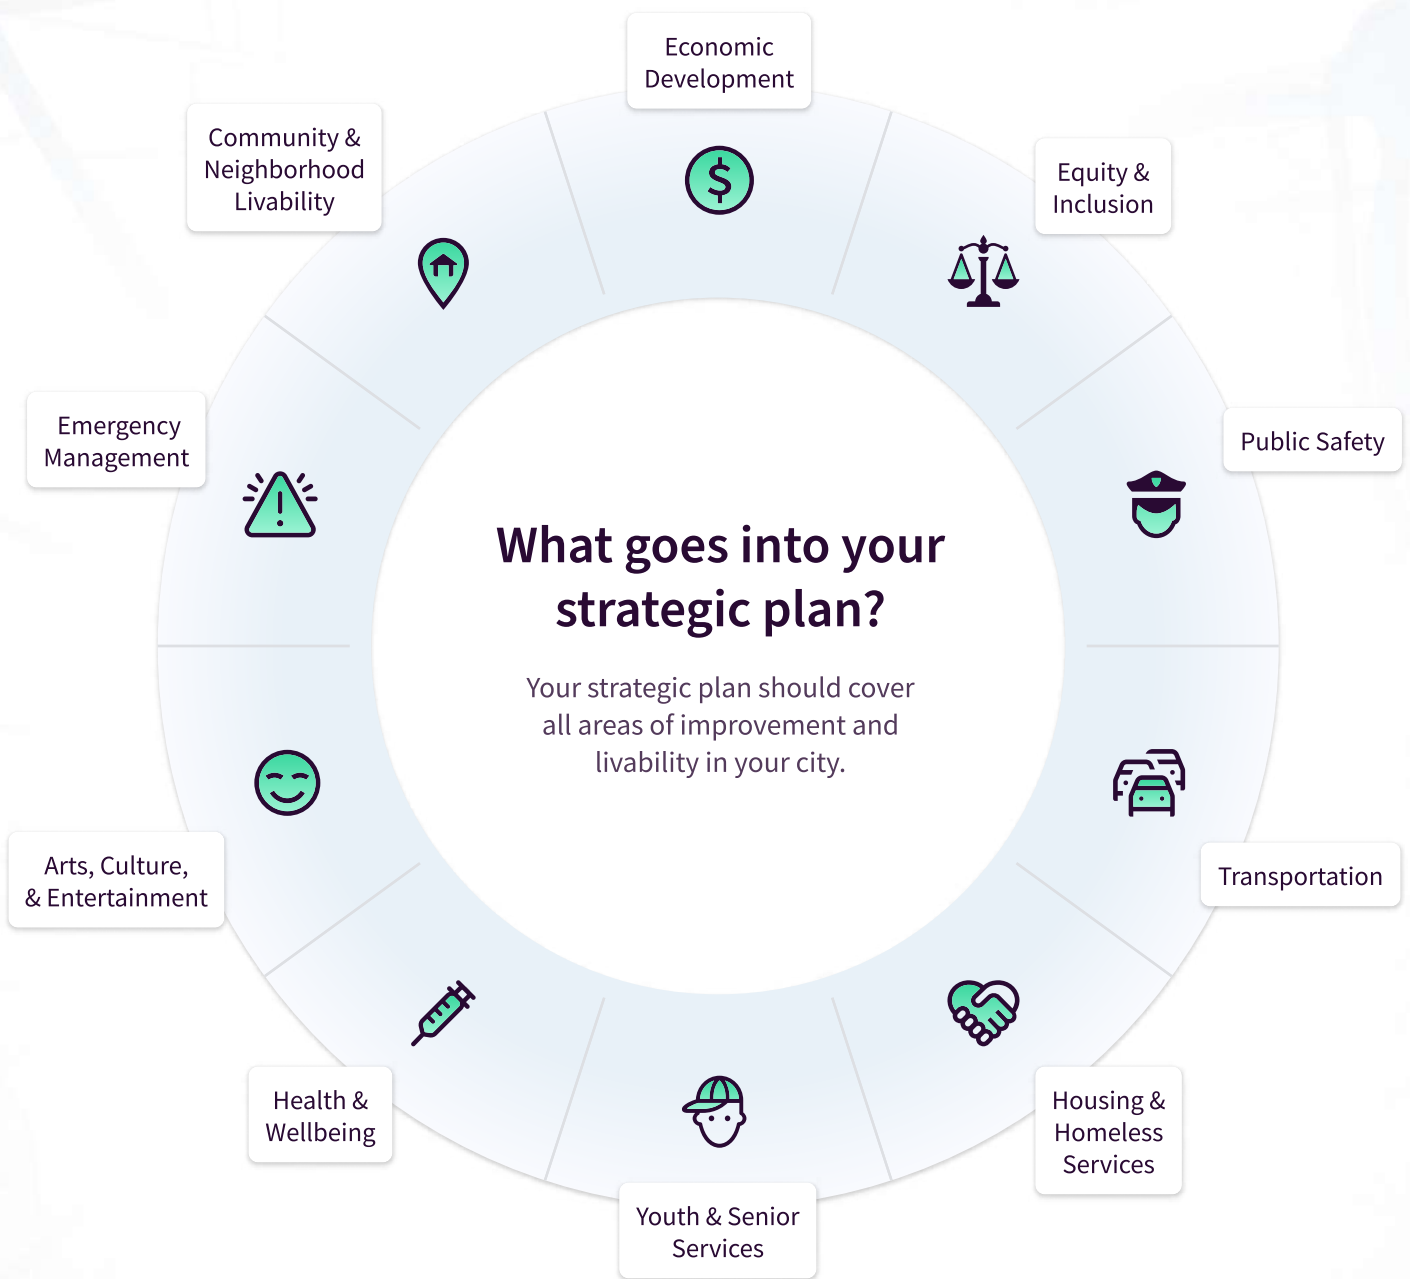 Economic
Development
Community &
Neighborhood
Livability
Equity &
Inclusion
Emergency
Management
Public Safety
What goes into your
strategic plan?
Your strategic plan should cover
all areas of improvement and
livability in your city.
Arts, Culture,
& Entertainment
Transportation
Health &
Wellbeing
Housing &
Homeless
Services
Youth & Senior
Services